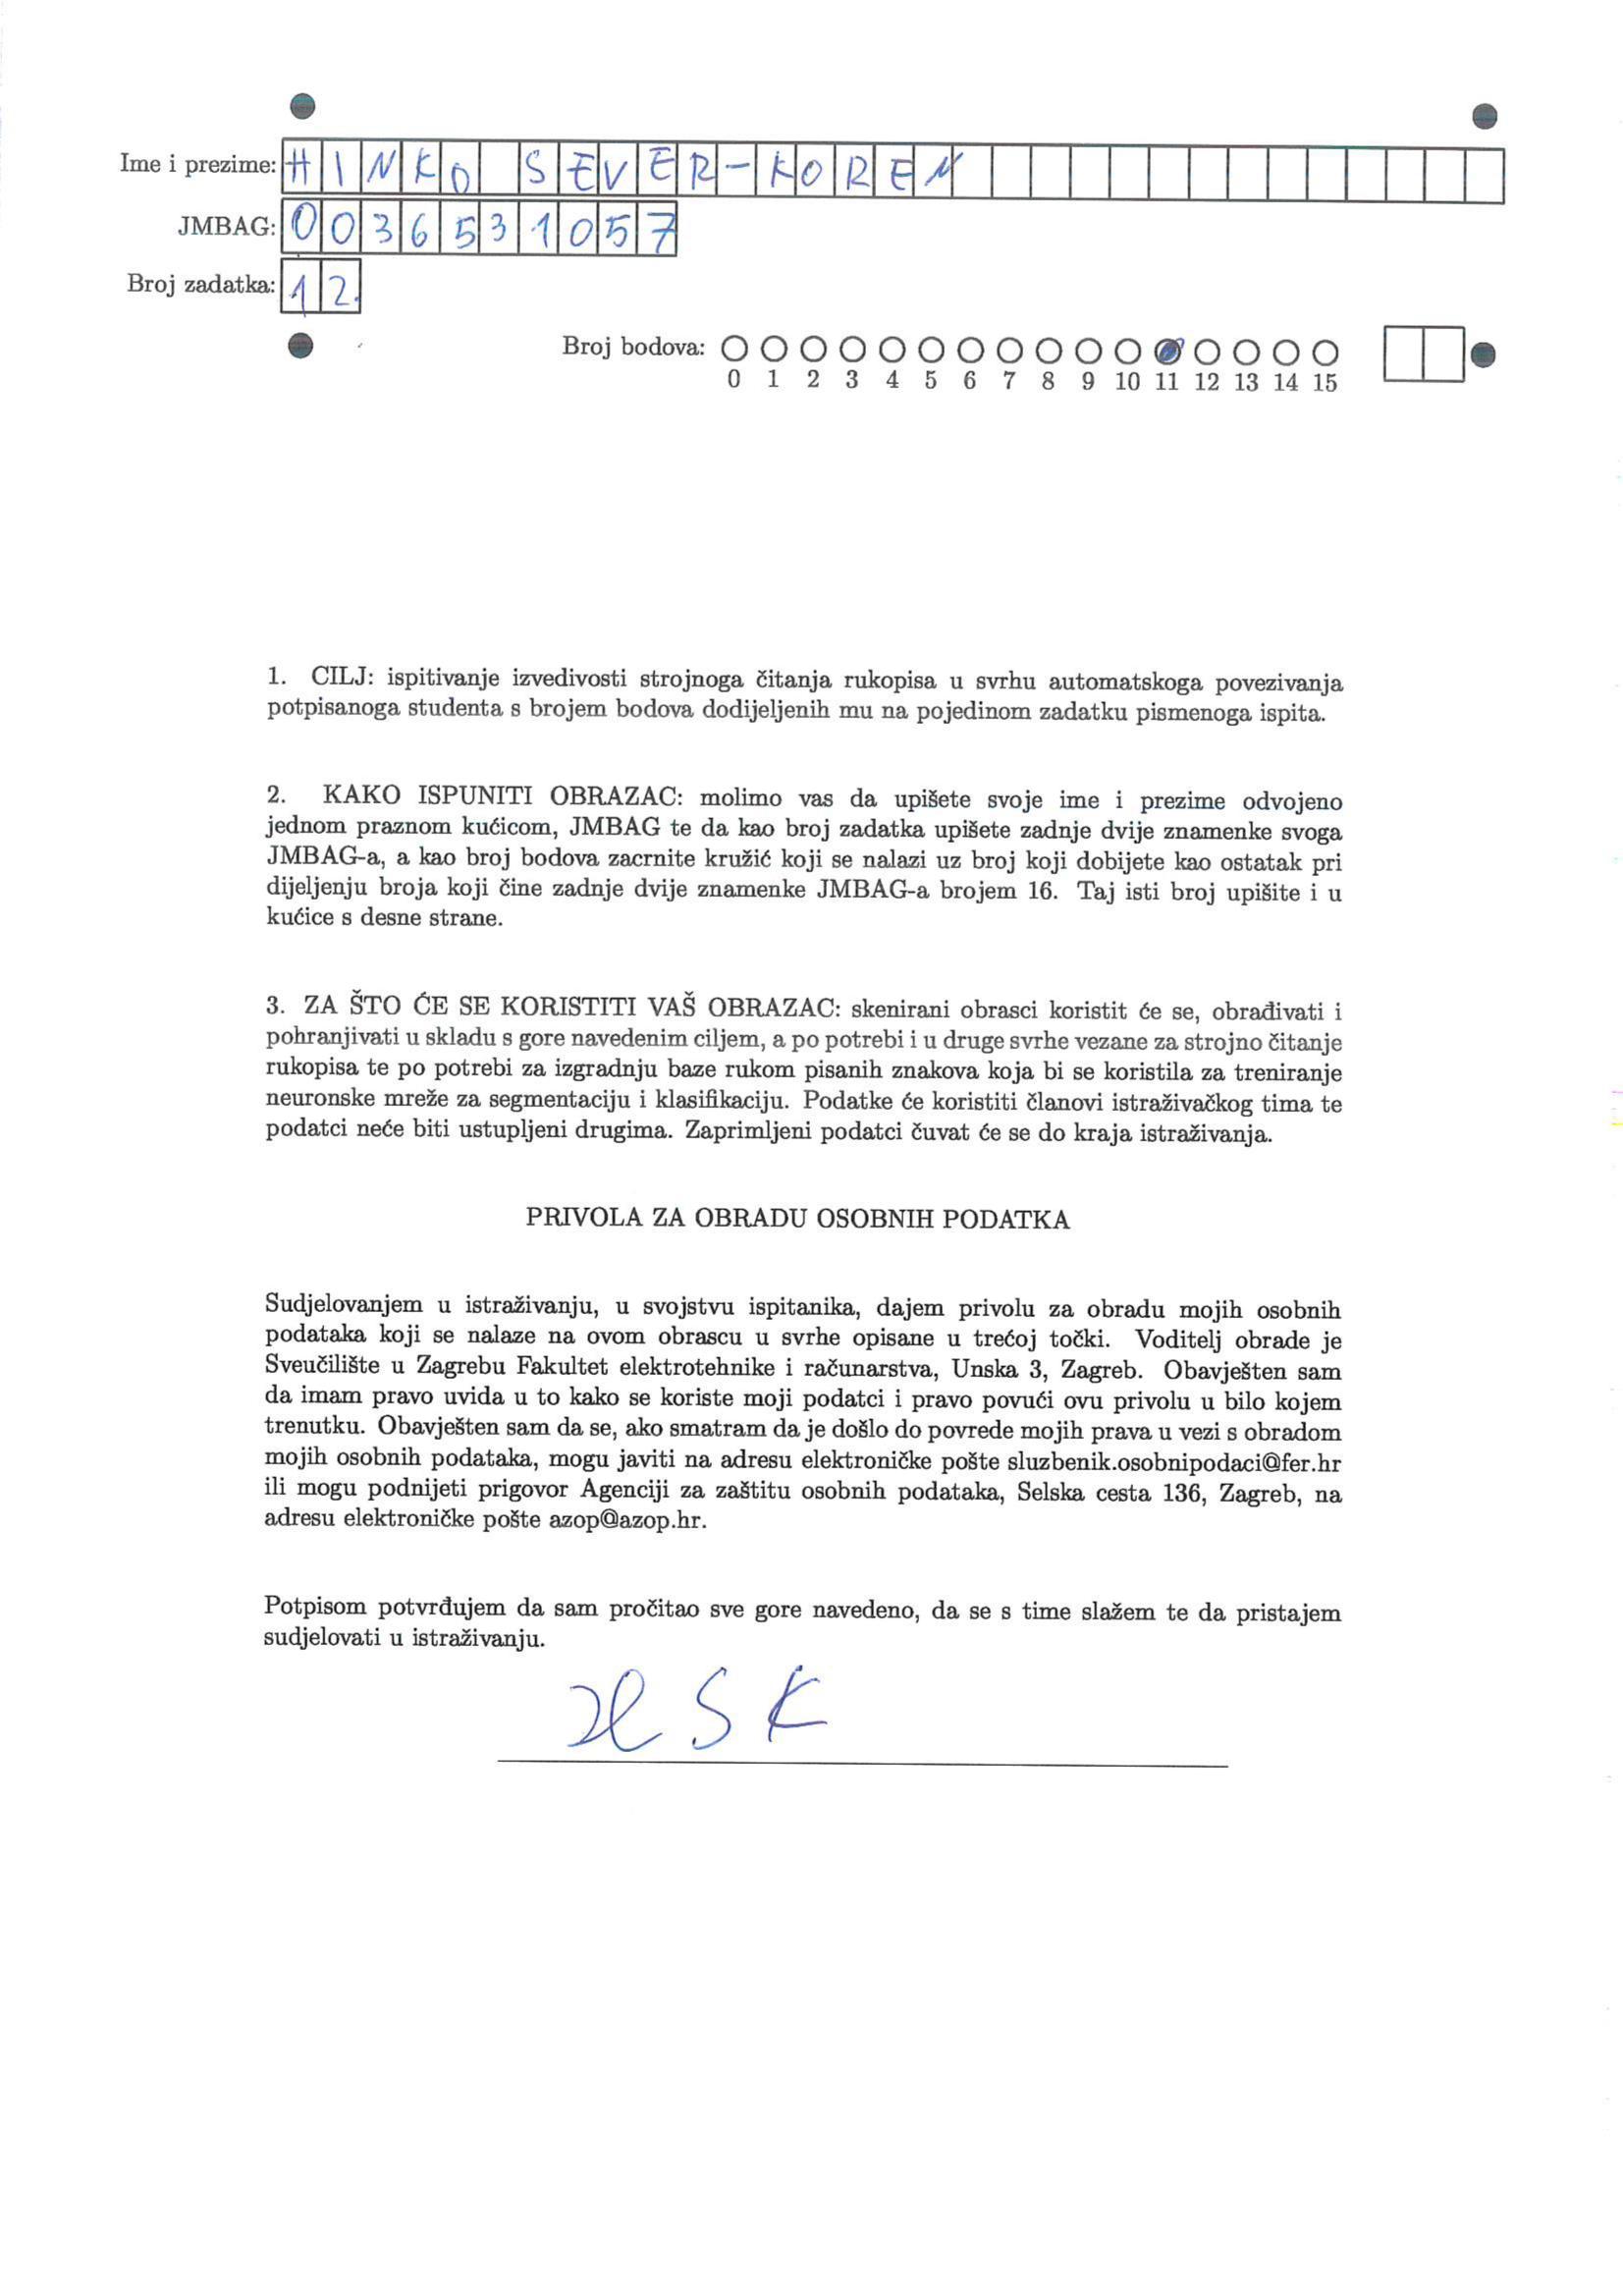 Ime i prezime: HINKO SEVER-KOREN
JMBAG: 0036531057
Broj zadatka: 12
Broj bodova:
0 1 2 3 4 5 6 7 8 9 10 11 12 13 14 15
1. CILJ: ispitivanje izvedivosti strojnoga čitanja rukopisa u svrhu automatskoga povezivanja
potpisanoga studenta s brojem bodova dodijeljenih mu na pojedinom zadatku pismenoga ispita.
2. KAKO ISPUNITI OBRAZAC: molimo vas da upišete svoje ime i prezime odvojeno
jednom praznom kućicom, JMBAG te da kao broj zadatka upišete zadnje dvije znamenke svoga
JMBAG-a, a kao broj bodova zacrnite kružić koji se nalazi uz broj koji dobijete kao ostatak pri
dijeljenju broja koji čine zadnje dvije znamenke JMBAG-a brojem 16. Taj isti broj upišite i u
kućice s desne strane.
3. ZA ŠTO ĆE SE KORISTITI VAŠ OBRAZAC: skenirani obrasci koristit će se, obrađivati i
pohranjivati u skladu s gore navedenim ciljem, a po potrebi i u druge svrhe vezane za strojno čitanje
rukopisa te po potrebi za izgradnju baze rukom pisanih znakova koja bi se koristila za treniranje
neuronske mreže za segmentaciju i klasifikaciju. Podatke će koristiti članovi istraživačkog tima te
podatci neće biti ustupljeni drugima. Zaprimljeni podatci čuvat će se do kraja istraživanja.
PRIVOLA ZA OBRADU OSOBNIH PODATKA
Sudjelovanjem u istraživanju, u svojstvu ispitanika, dajem privolu za obradu mojih osobnih
podataka koji se nalaze na ovom obrascu u svrhe opisane u trećoj točki. Voditelj obrade je
Sveučilište u Zagrebu Fakultet elektrotehnike i računarstva, Unska 3, Zagreb. Obavješten sam
da imam pravo uvida u to kako se koriste moji podatci i pravo povući ovu privolu u bilo kojem
trenutku. Obavješten sam da se, ako smatram da je došlo do povrede mojih prava u vezi s obradom
mojih osobnih podataka, mogu javiti na adresu elektroničke pošte sluzbenik.osobnipodaci@fer.hr
ili mogu podnijeti prigovor Agenciji za zaštitu osobnih podataka, Selska cesta 136, Zagreb, na
adresu elektroničke pošte azop@azop.hr.
Potpisom potvrđujem da sam pročitao sve gore navedeno, da se s time slažem te da pristajem
sudjelovati u istraživanju.
H S K